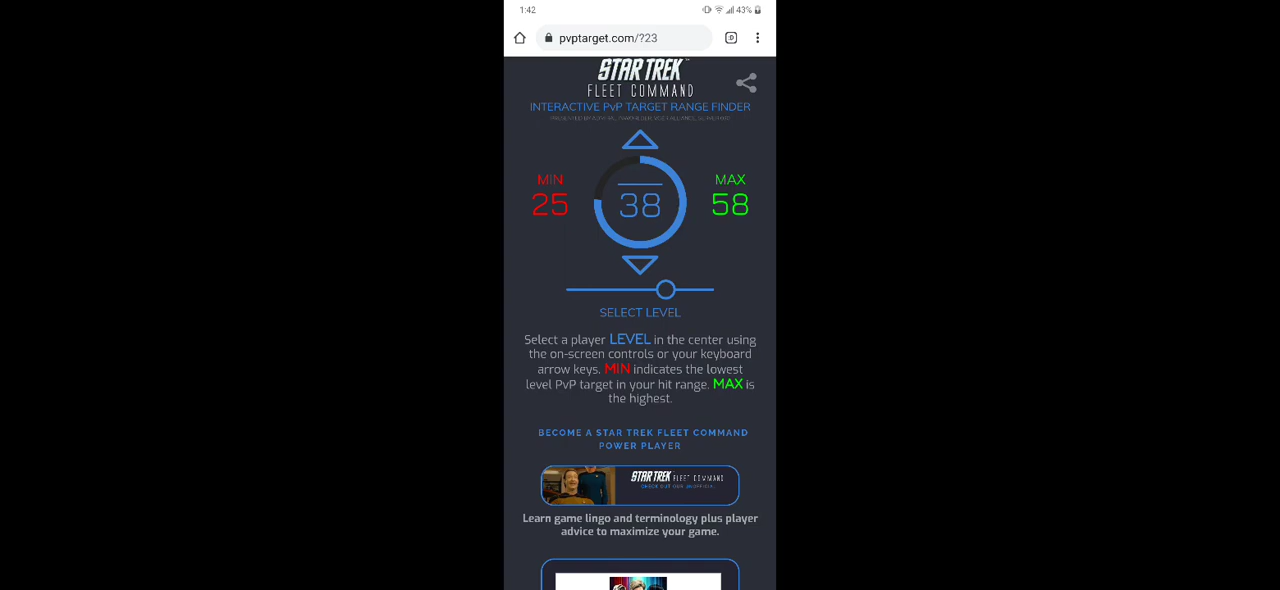 1:42
43%
pvptarget.com/?23
STAR TREK
FLEET COMMAND
INTERACTIVE PvP TARGET RANGE FINDER
MIN
25
38
MAX
58
SELECT LEVEL
Select a player LEVEL in the center using
the on-screen controls or your keyboard
arrow keys. MIN indicates the lowest
level PvP target in your hit range. MAX is
the highest.
BECOME A STAR TREK FLEET COMMAND
POWER PLAYER
STAR TREK FLEET COMMAND
Learn game lingo and terminology plus player
advice to maximize your game.